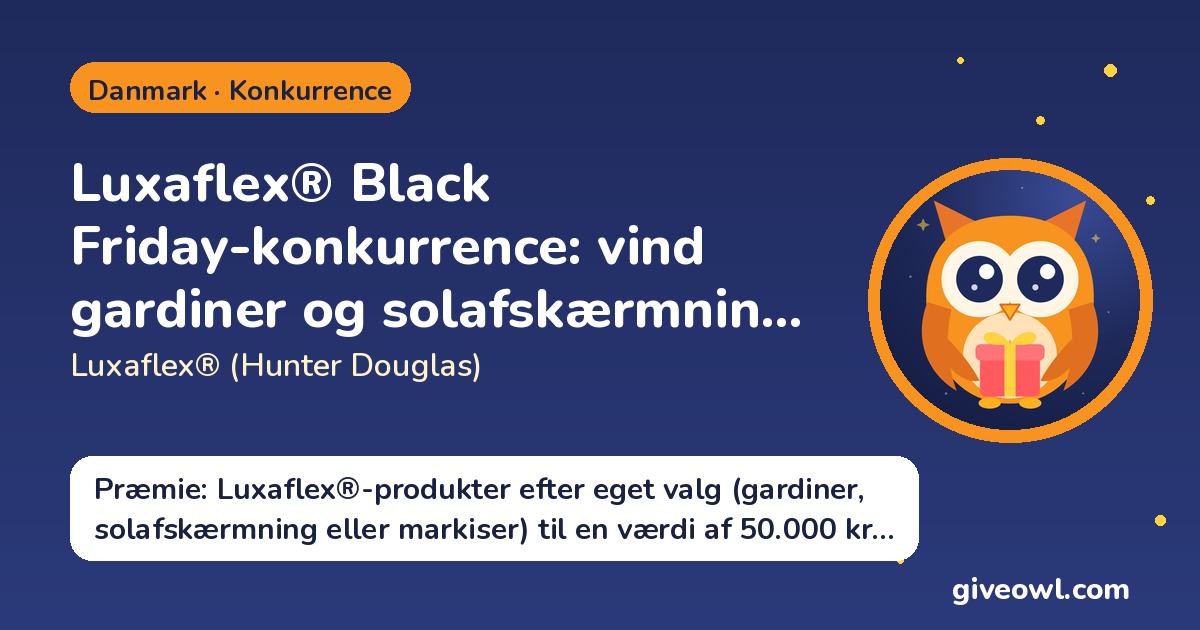 Danmark · Konkurrence
Luxaflex® Black
Friday-konkurrence: vind
gardiner og solafskærmnin...
Luxaflex® (Hunter Douglas)
Præmie: Luxaflex®-produkter efter eget valg (gardiner,
solafskærmning eller markiser) til en værdi af 50.000 kr...
giveowl.com